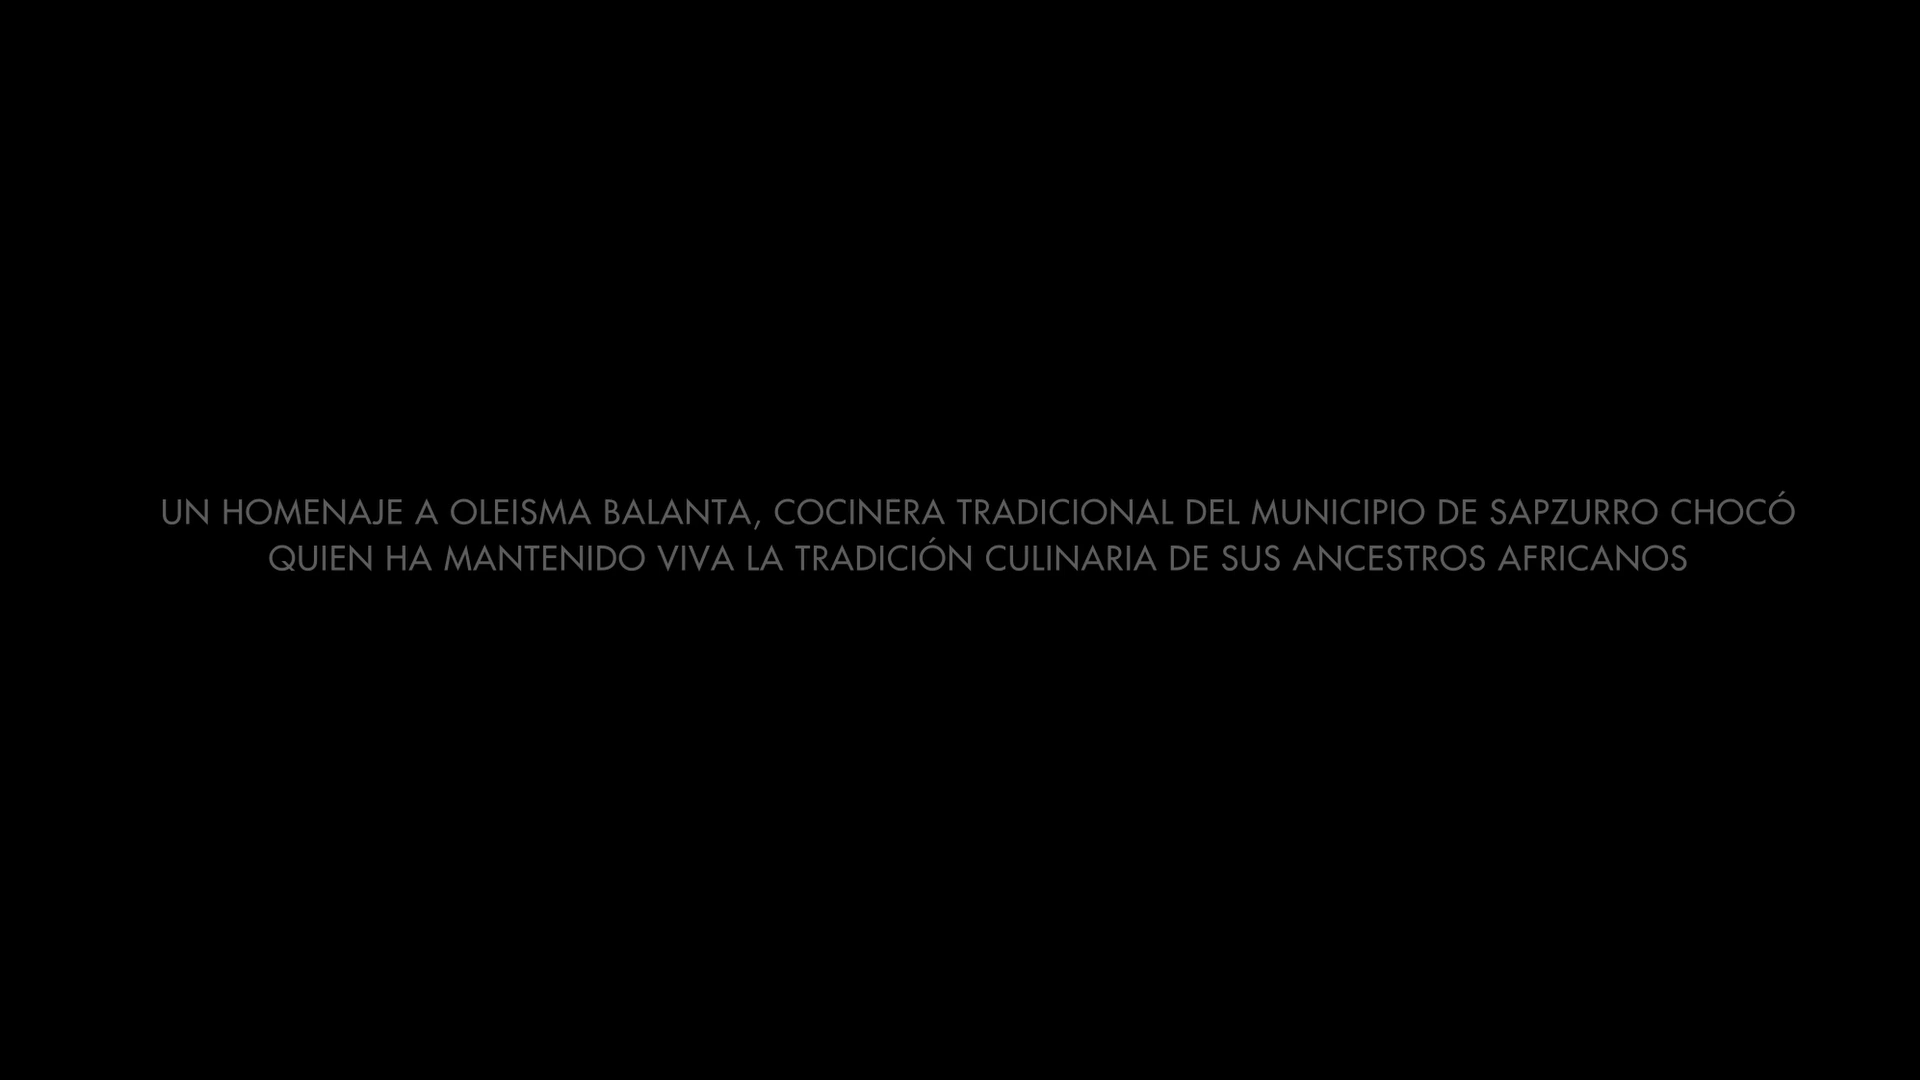 UN HOMENAJE A OLEISMA BALANTA, COCINERA TRADICIONAL DEL MUNICIPIO DE SAPZURRO CHOCÓ
QUIEN HA MANTENIDO VIVA LA TRADICIÓN CULINARIA DE SUS ANCESTROS AFRICANOS